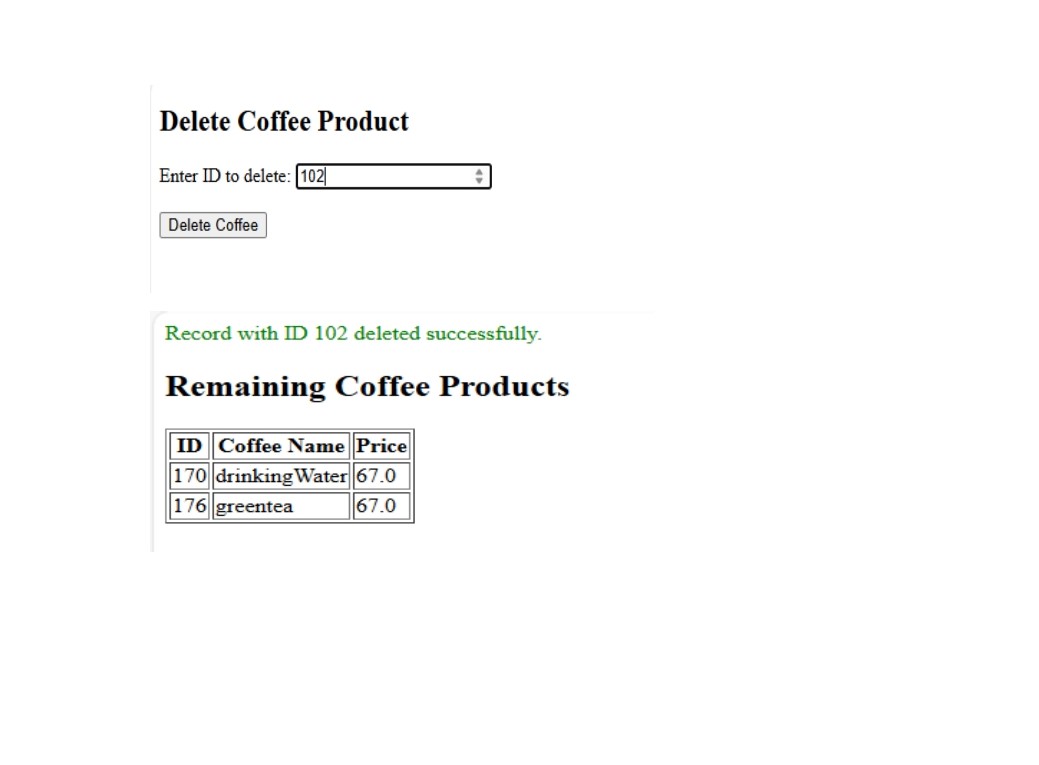 Delete Coffee Product
Enter ID to delete: 102
Delete Coffee
Record with ID 102 deleted successfully.
Remaining Coffee Products
ID Coffee Name Price
170 drinkingWater 67.0
176 greentea 67.0